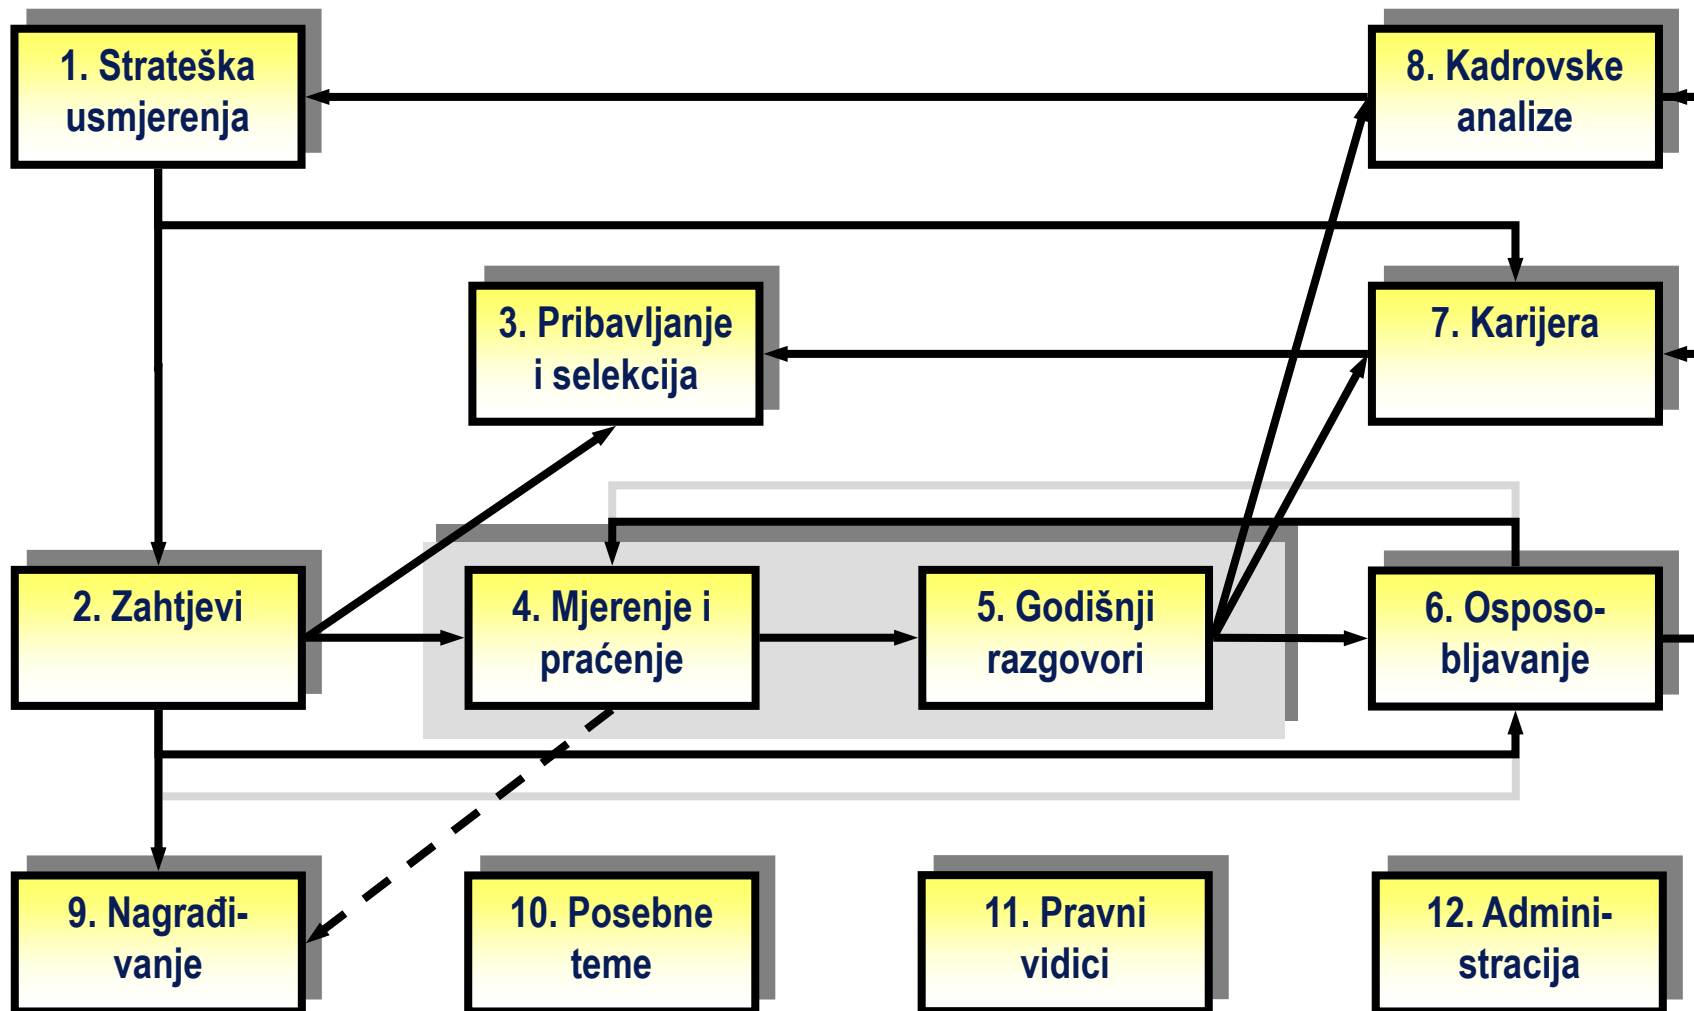 1. Strateška
usmjerenja
8. Kadrovske
analize
3. Pribavljanje
i selekcija
7. Karijera
2. Zahtjevi
4. Mjerenje i
praćenje
5. Godišnji
razgovori
6. Osposo-
bljavanje
9. Nagrađi-
vanje
10. Posebne
teme
11. Pravni
vidici
12. Admini-
stracija